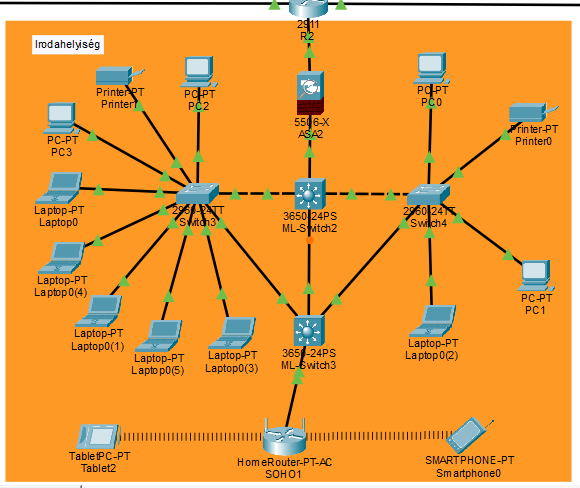 2911
R2
Irodahelyiség
Printer-PT
Printer1
PC-PT
PC2
5506-X
ASA2
PC-PT
PC0
Printer-PT
Printer0
PC-PT
PC3
Laptop-PT
Laptop0
2960-24TT
Switch3
3650-24PS
ML-Switch2
2960-24TT
Switch4
Laptop-PT
Laptop0(4)
PC-PT
PC1
Laptop-PT
Laptop0(1)
Laptop-PT
Laptop0(5)
Laptop-PT
Laptop0(3)
3650-24PS
ML-Switch3
Laptop-PT
Laptop0(2)
TabletPC-PT
Tablet2
HomeRouter-PT-AC
SOHO1
SMARTPHONE-PT
Smartphone0